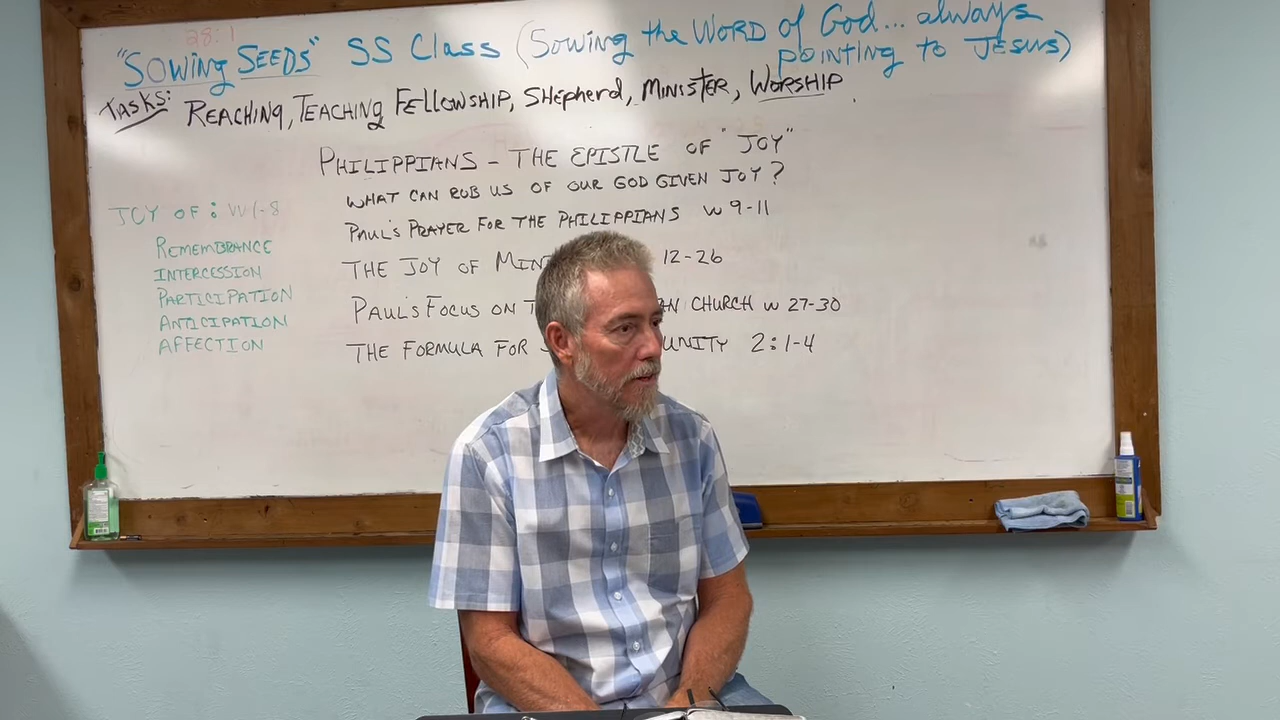 28:1
"Sowing SEEDS" SS Class (Sowing the WORD of God... always
pointing to JESUS)
TASKS: REACHING, TEACHING FELLOWSHIP, Shepherd, MINISTER, WORSHIP
PHILIPPIANS - THE EPISTLE OF "JOY"
WHAT CAN ROB US OF OUR GOD GIVEN JOY?
PAUL'S PRAYER FOR THE PHILIPPIANS vv 9-11
THE JOY OF MIN 12-26
PAUL'S FOCUS ON T AN CHURCH vv 27-30
THE FORMULA FOR UNITY 2:1-4
JOY OF: VV 1-8
REMEMBRANCE
INTERCESSION
PARTICIPATION
ANTICIPATION
AFFECTION